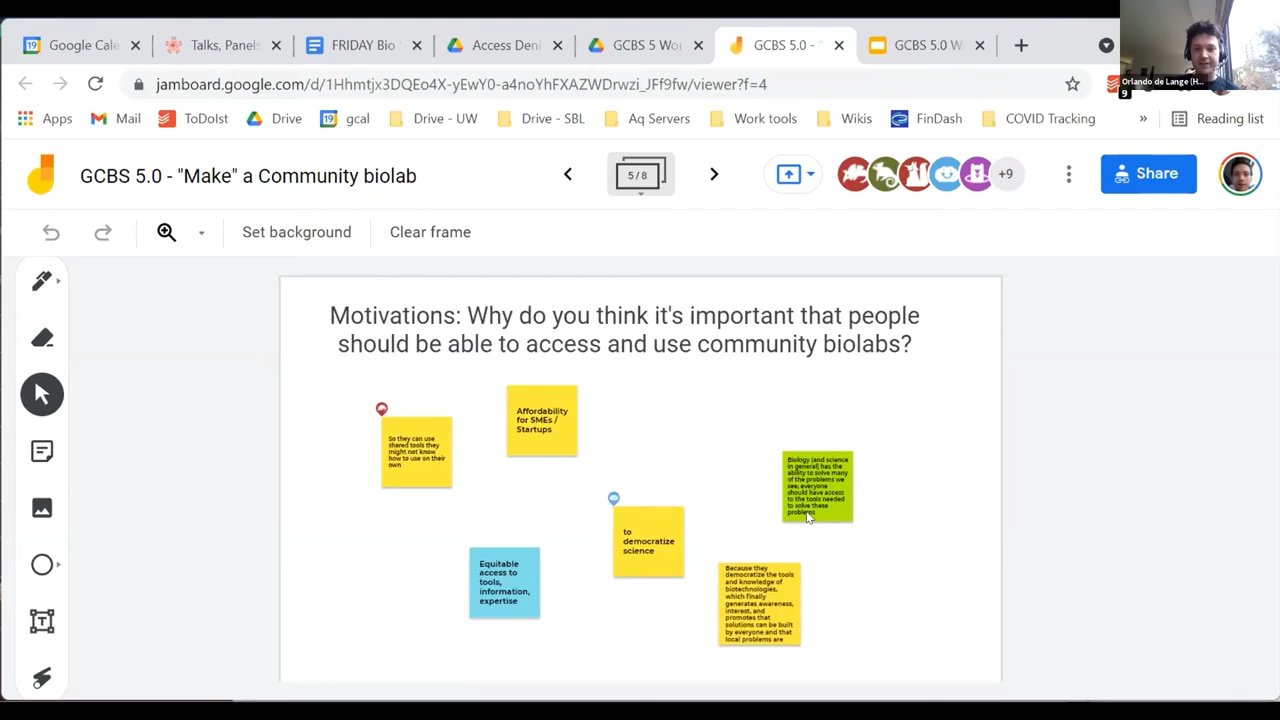 Google Cale
Talks, Panels
FRIDAY Bio
Access Deni
GCBS 5 Wo
GCBS 5.0 - "
GCBS 5.0 W
Orlando de Lange (H...
9
jamboard.google.com/d/1Hhmtjx3DQEo4X-yEwbYra4noYhFXAZWDrwzi_JFf9fw/viewer?f=4
Apps
Mail
ToDoIst
Drive
gcal
Drive - UW
Drive - SBL
Aq Servers
Work tools
Wikis
FinDash
COVID Tracking
»
Reading list
GCBS 5.0 - "Make" a Community biolab
5 / 8
+9
Share
Set background
Clear frame
Motivations: Why do you think it's important that people
should be able to access and use community biolabs?
So they can use
shared tools they
might not know
how to use on their
own
Affordability
for SMEs /
Startups
Biology (and science
in general) has the
ability to solve many
of the problems we
see, everyone
should have access
to the tools needed
to solve these
problems
to
democratize
science
Equitable
access to
tools,
information,
expertise
Because they
democratize the tools
and knowledge of
biotechnologies,
which finally
generates awareness,
interest, and
promotes that
solutions can be built
by everyone and that
local problems are